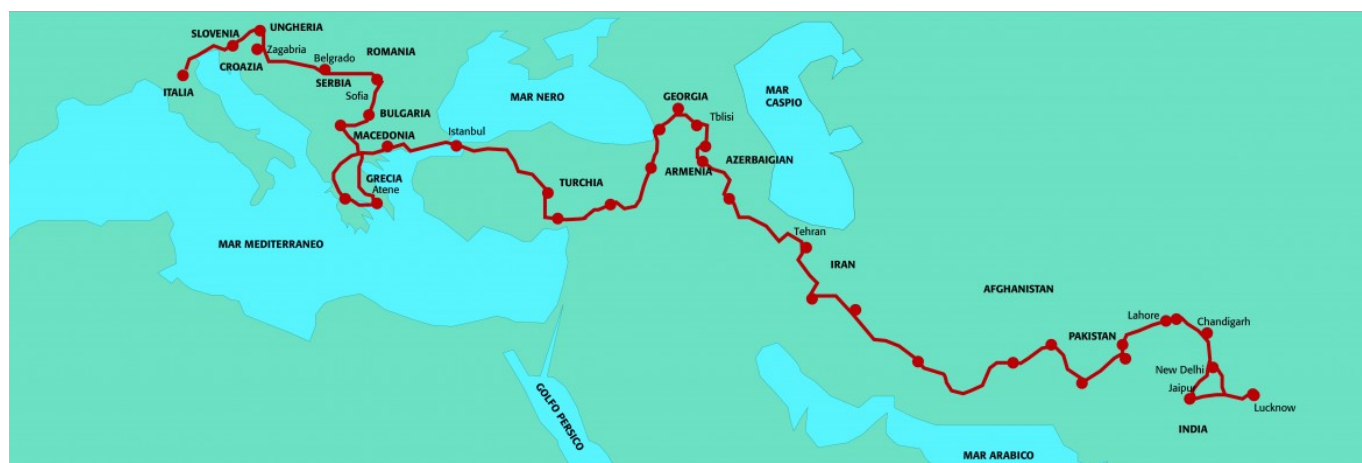 SLOVENIA
UNGHERIA
Zagabria
CROAZIA
ITALIA
Belgrado
ROMANIA
SERBIA
Sofia
BULGARIA
MACEDONIA
Istanbul
GRECIA
Atene
MAR NERO
MAR
CASPIO
GEORGIA
Tblisi
ARMENIA
AZERBAIGIAN
TURCHIA
MAR MEDITERRANEO
Tehran
IRAN
AFGHANISTAN
PAKISTAN
Lahore
Chandigarh
New Delhi
Jaipur
Lucknow
INDIA
GOLFO PERSICO
MAR ARABICO